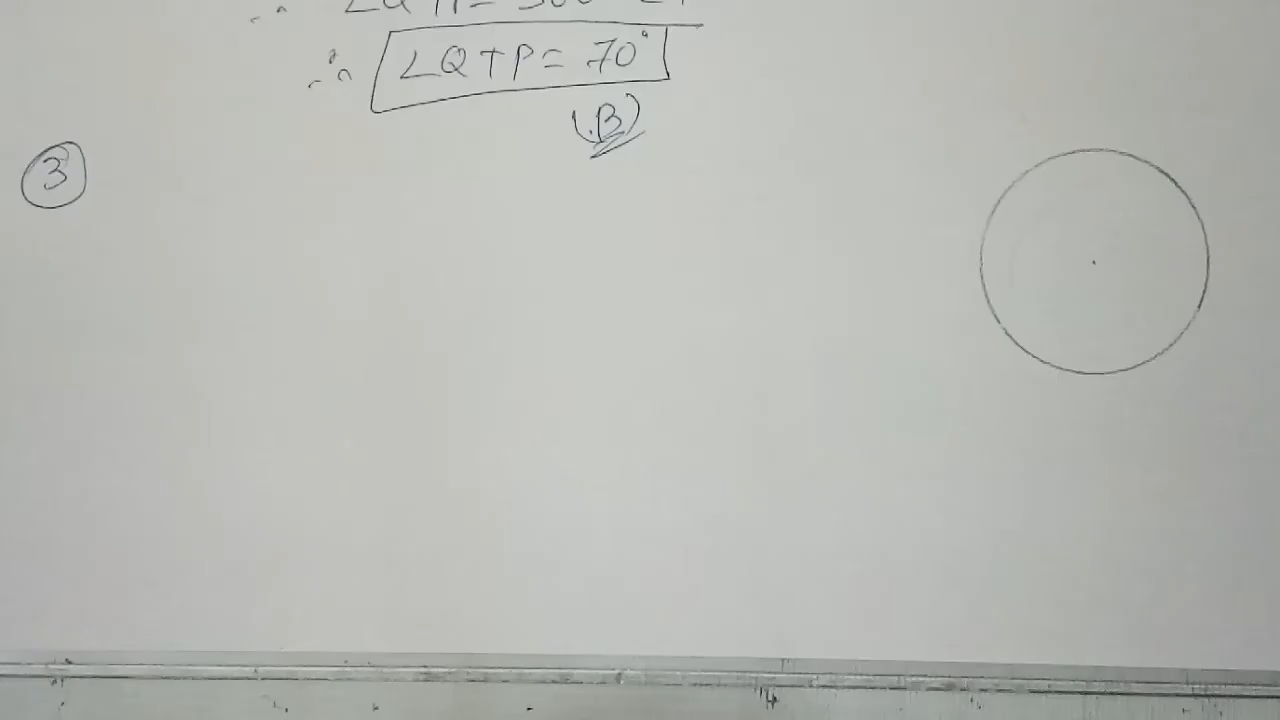 ∴ ∠QTP = 70°
(B)
③